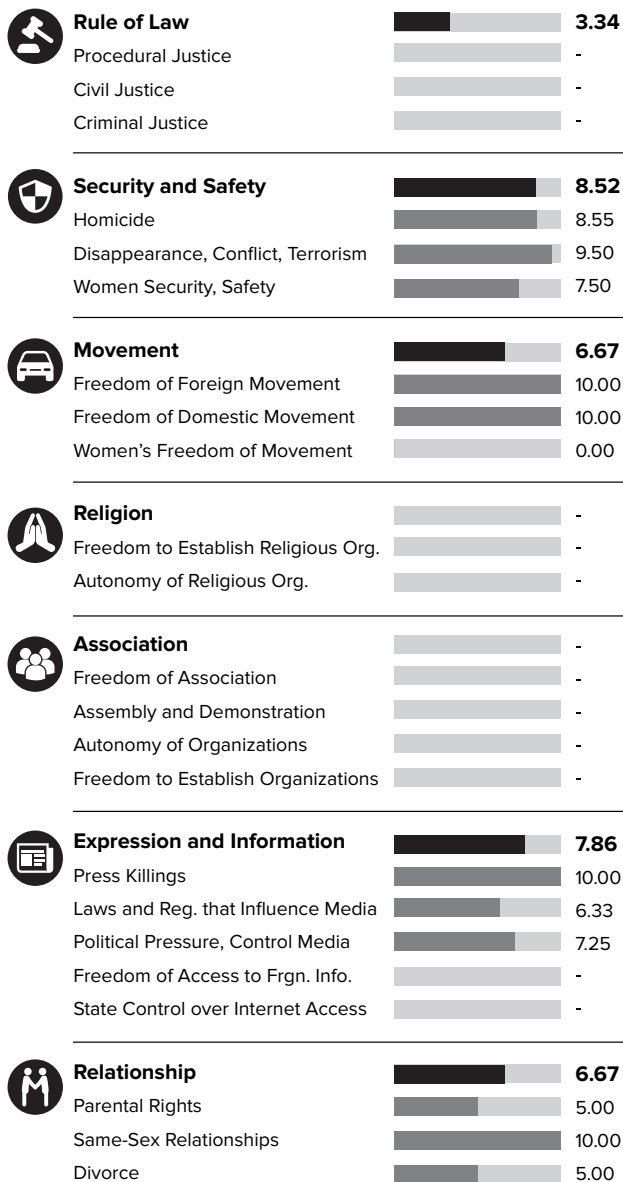 Rule of Law 3.34
Procedural Justice -
Civil Justice -
Criminal Justice -
Security and Safety 8.52
Homicide 8.55
Disappearance, Conflict, Terrorism 9.50
Women Security, Safety 7.50
Movement 6.67
Freedom of Foreign Movement 10.00
Freedom of Domestic Movement 10.00
Women’s Freedom of Movement 0.00
Religion -
Freedom to Establish Religious Org. -
Autonomy of Religious Org. -
Association -
Freedom of Association -
Assembly and Demonstration -
Autonomy of Organizations -
Freedom to Establish Organizations -
Expression and Information 7.86
Press Killings 10.00
Laws and Reg. that Influence Media 6.33
Political Pressure, Control Media 7.25
Freedom of Access to Frgn. Info. -
State Control over Internet Access -
Relationship 6.67
Parental Rights 5.00
Same-Sex Relationships 10.00
Divorce 5.00